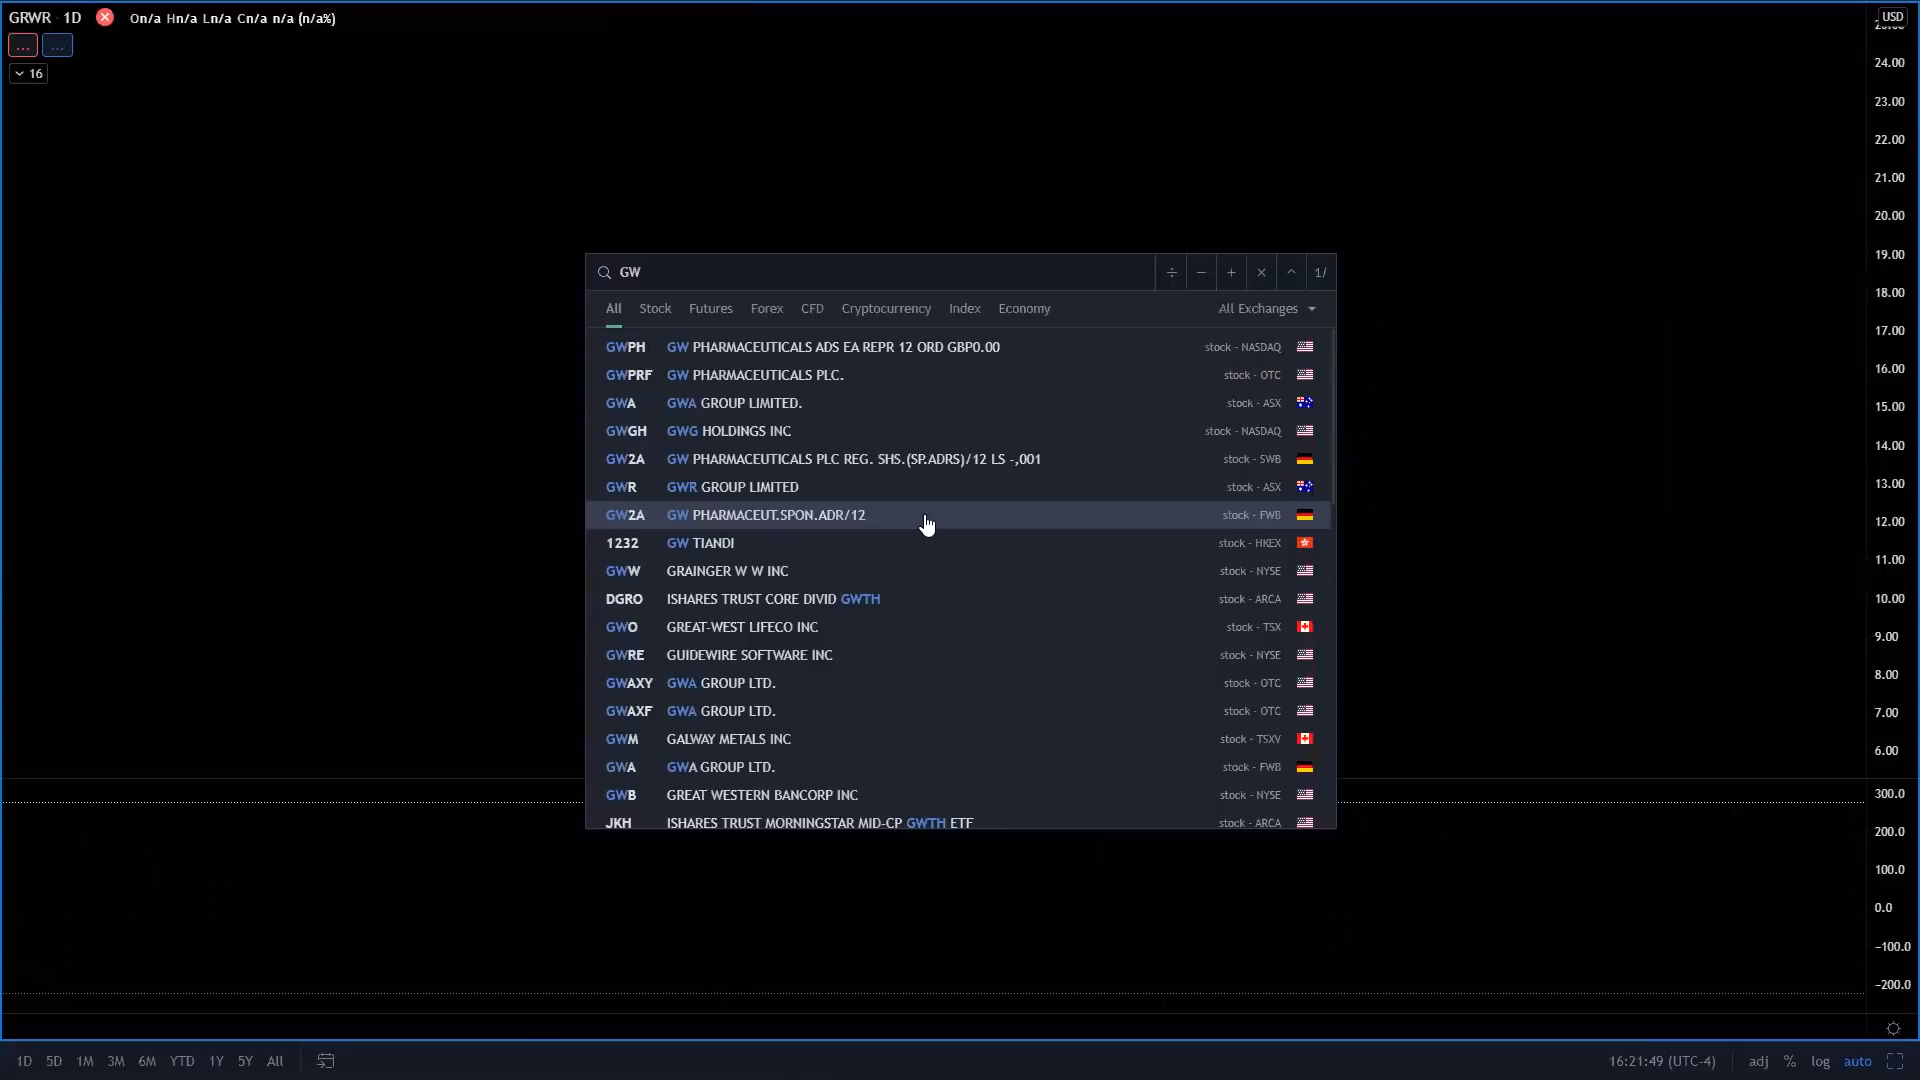 GRWR · 1D On/a Hn/a Ln/a Cn/a n/a (n/a%)
USD
... ...
16
24.00
23.00
22.00
21.00
20.00
19.00
18.00
17.00
16.00
15.00
14.00
13.00
12.00
11.00
10.00
9.00
8.00
7.00
6.00
300.0
200.0
100.0
0.0
−100.0
−200.0
GW ÷ − + × ^ 1/
All Stock Futures Forex CFD Cryptocurrency Index Economy All Exchanges
GWPH GW PHARMACEUTICALS ADS EA REPR 12 ORD GBP0.00 stock - NASDAQ
GWPRF GW PHARMACEUTICALS PLC. stock - OTC
GWA GWA GROUP LIMITED. stock - ASX
GWGH GWG HOLDINGS INC stock - NASDAQ
GW2A GW PHARMACEUTICALS PLC REG. SHS.(SP.ADRS)/12 LS -,001 stock - SWB
GWR GWR GROUP LIMITED stock - ASX
GW2A GW PHARMACEUT.SPON.ADR/12 stock - FWB
1232 GW TIANDI stock - HKEX
GWW GRAINGER W W INC stock - NYSE
DGRO ISHARES TRUST CORE DIVID GWTH stock - ARCA
GWO GREAT-WEST LIFECO INC stock - TSX
GWRE GUIDEWIRE SOFTWARE INC stock - NYSE
GWAXY GWA GROUP LTD. stock - OTC
GWAXF GWA GROUP LTD. stock - OTC
GWM GALWAY METALS INC stock - TSXV
GWA GWA GROUP LTD. stock - FWB
GWB GREAT WESTERN BANCORP INC stock - NYSE
JKH ISHARES TRUST MORNINGSTAR MID-CP GWTH ETF stock - ARCA
1D 5D 1M 3M 6M YTD 1Y 5Y All 16:21:49 (UTC-4) adj % log auto